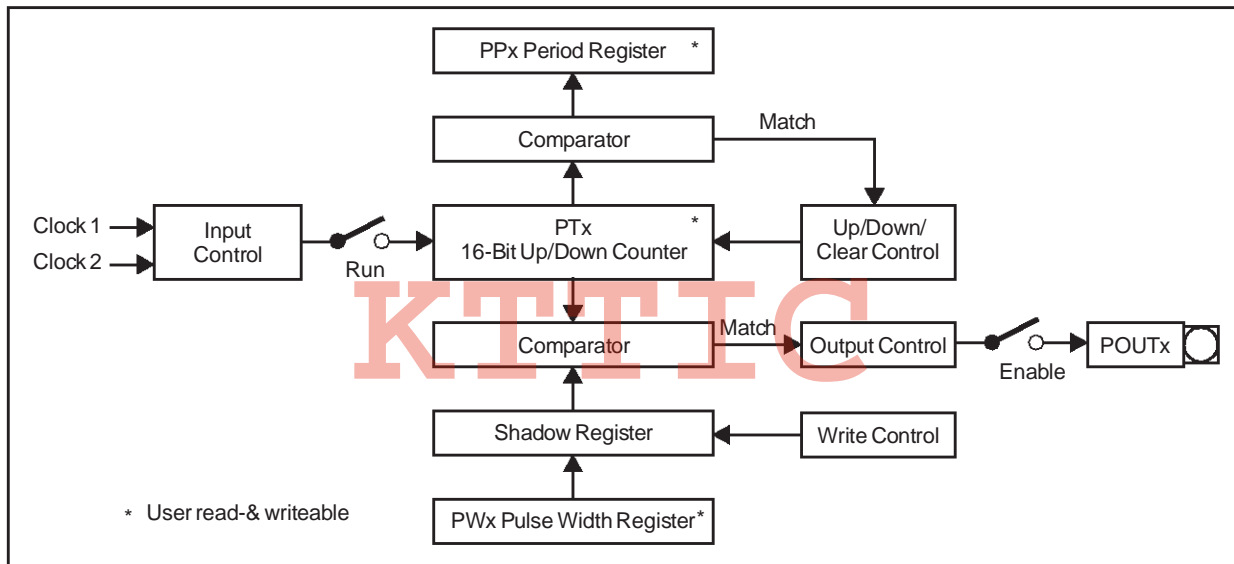 PPx Period Register *
Comparator
Match
Clock 1
Clock 2
Input
Control
Run
PTx *
16-Bit Up/Down Counter
Up/Down/
Clear Control
KTTIC
Comparator
Match
Output Control
Enable
POUTx
Shadow Register
Write Control
* User read-& writeable
PWx Pulse Width Register*